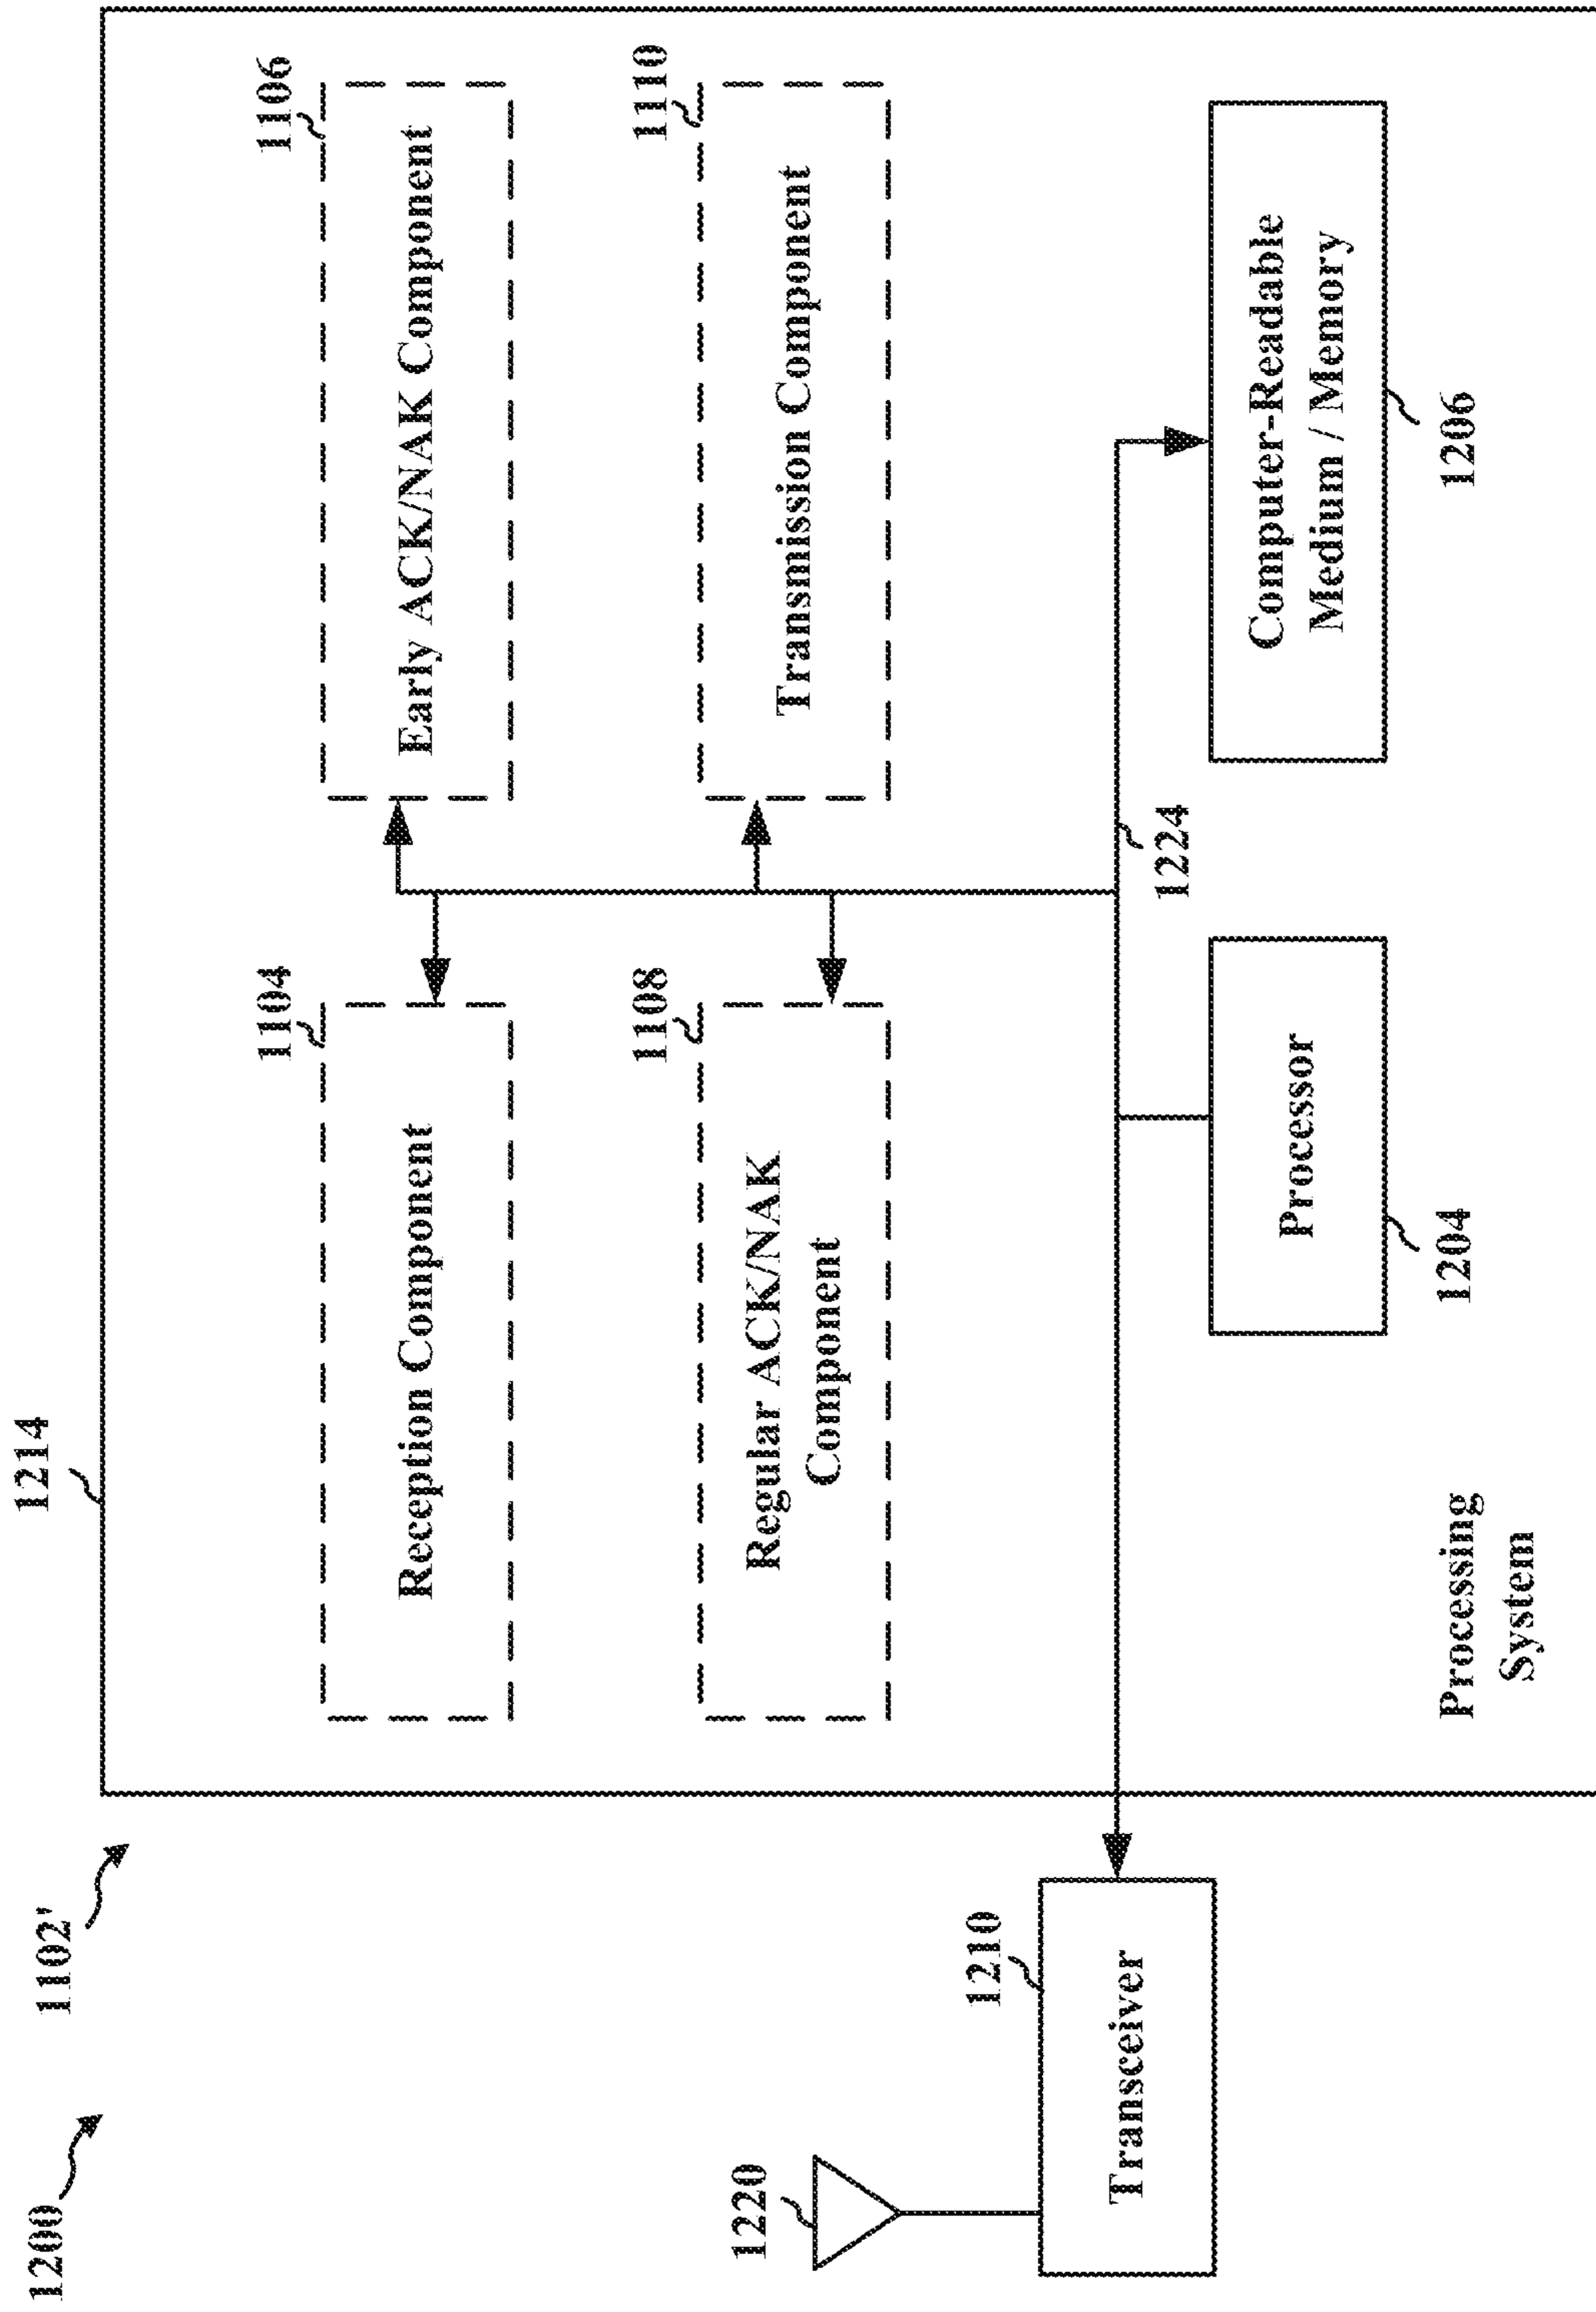 1200
1102'
1214
1104
Reception Component
1106
Early ACK/NAK Component
1108
Regular ACK/NAK
Component
1110
Transmission Component
1220
1210
Transceiver
1224
Processor
1204
Computer-Readable
Medium / Memory
1206
Processing
System